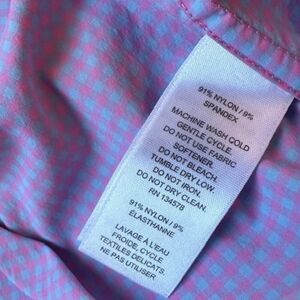 91% NYLON / 9%
SPANDEX
MACHINE WASH COLD
GENTLE CYCLE.
DO NOT USE FABRIC
SOFTENER.
DO NOT BLEACH.
TUMBLE DRY LOW.
DO NOT IRON.
DO NOT DRY CLEAN.
RN 134578
91% NYLON / 9%
ÉLASTHANNE
LAVAGE À L'EAU
FROIDE, CYCLE
TEXTILES DÉLICATS.
NE PAS UTILISER